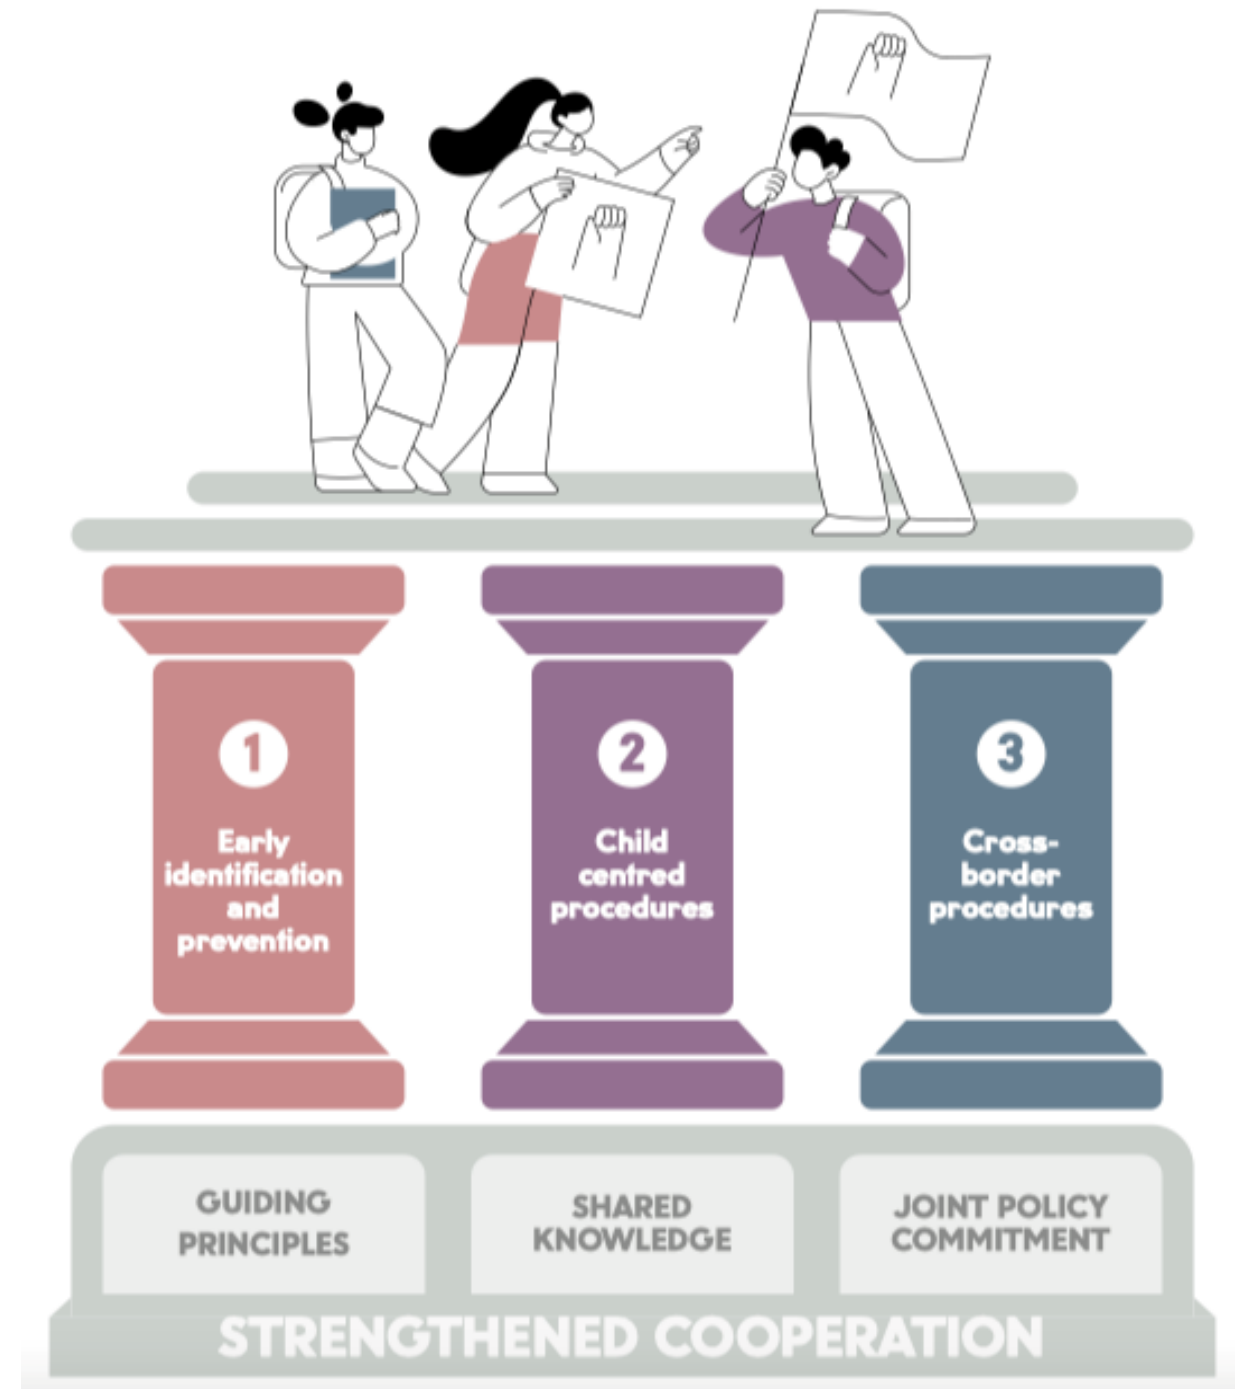 1
Early
identification
and
prevention
2
Child
centred
procedures
3
Cross-
border
procedures
GUIDING
PRINCIPLES
SHARED
KNOWLEDGE
JOINT POLICY
COMMITMENT
STRENGTHENED COOPERATION